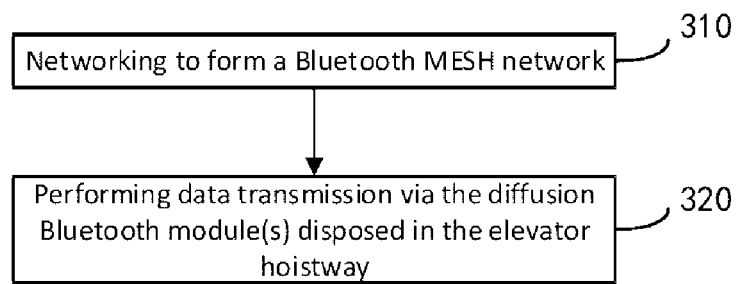 310
Networking to form a Bluetooth MESH network
320
Performing data transmission via the diffusion
Bluetooth module(s) disposed in the elevator
hoistway